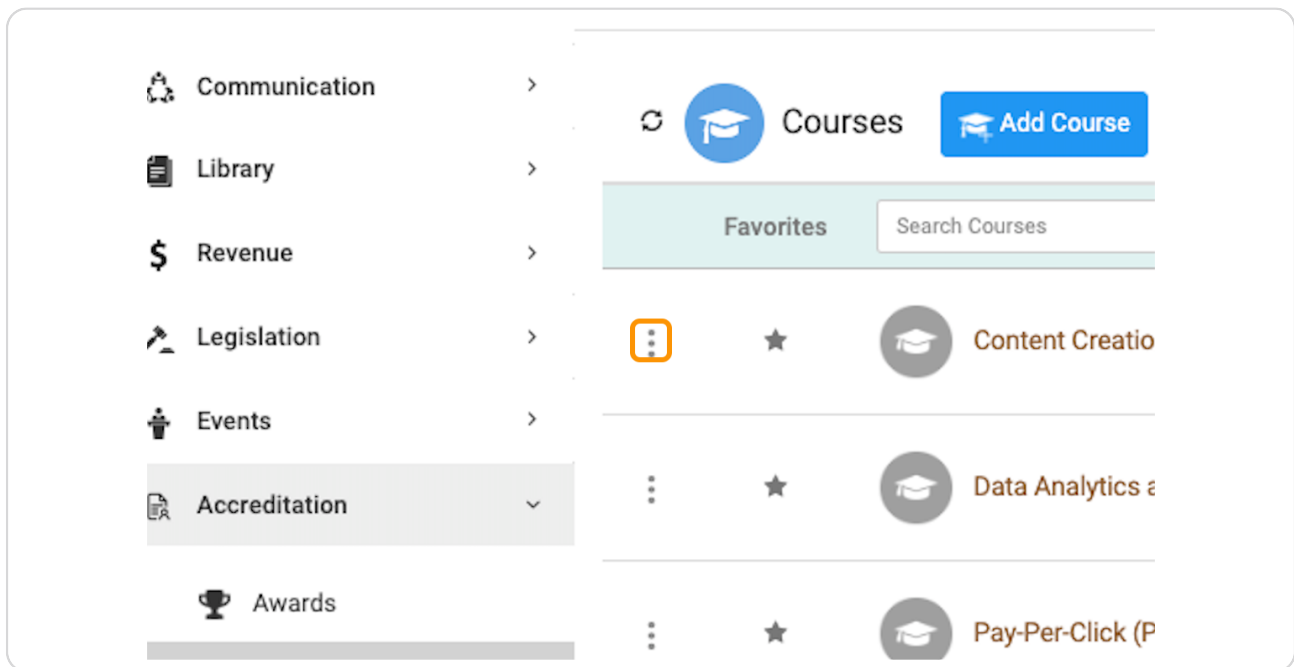 Communication
Library
Revenue
Legislation
Events
Accreditation
Awards
Courses
Add Course
Favorites
Search Courses
Content Creatio
Data Analytics a
Pay-Per-Click (P